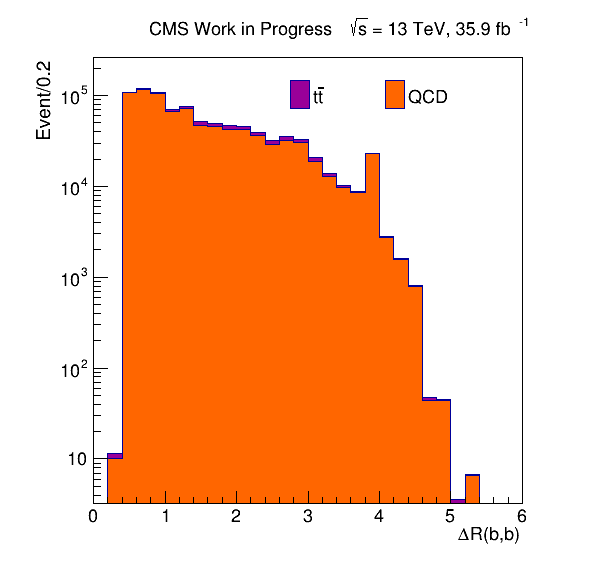 CMS Work in Progress √s = 13 TeV, 35.9 fb⁻¹
Event/0.2
tt̄
QCD
10⁵
10⁴
10³
10²
10
0 1 2 3 4 5 6
ΔR(b,b)